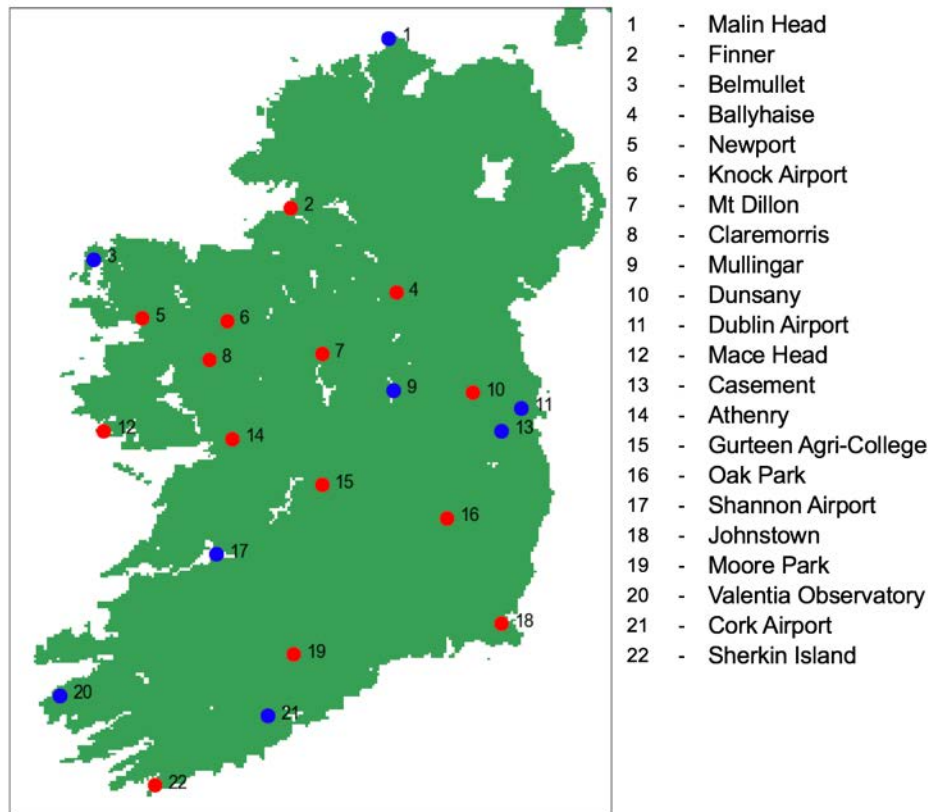 1 - Malin Head
2 - Finner
3 - Belmullet
4 - Ballyhaise
5 - Newport
6 - Knock Airport
7 - Mt Dillon
8 - Claremorris
9 - Mullingar
10 - Dunsany
11 - Dublin Airport
12 - Mace Head
13 - Casement
14 - Athenry
15 - Gurteen Agri-College
16 - Oak Park
17 - Shannon Airport
18 - Johnstown
19 - Moore Park
20 - Valentia Observatory
21 - Cork Airport
22 - Sherkin Island
1
2
3
4
5
6
7
8
9
10
11
12
13
14
15
16
17
18
19
20
21
22